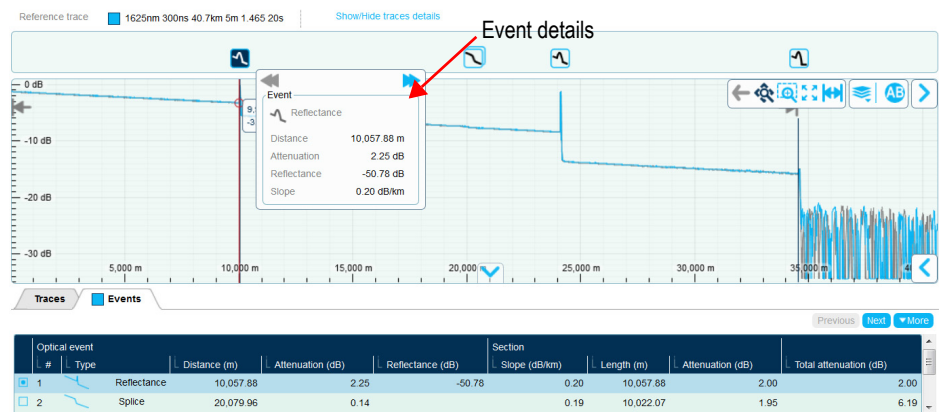 Reference trace 1625nm 300ns 40.7km 5m 1.465 20s Show/Hide traces details
Event details
0 dB
-10 dB
-20 dB
-30 dB
Event
Reflectance
Distance 10,057.88 m
Attenuation 2.25 dB
Reflectance -50.78 dB
Slope 0.20 dB/km
AB
5,000 m 10,000 m 15,000 m 20,000 25,000 m 30,000 m 35,000 m
Traces Events
Previous Next More
Optical event Section
# Type Distance (m) Attenuation (dB) Reflectance (dB) Slope (dB/km) Length (m) Attenuation (dB) Total attenuation (dB)
1 Reflectance 10,057.88 2.25 -50.78 0.20 10,057.88 2.00 2.00
2 Splice 20,079.96 0.14 0.19 10,022.07 1.95 6.19